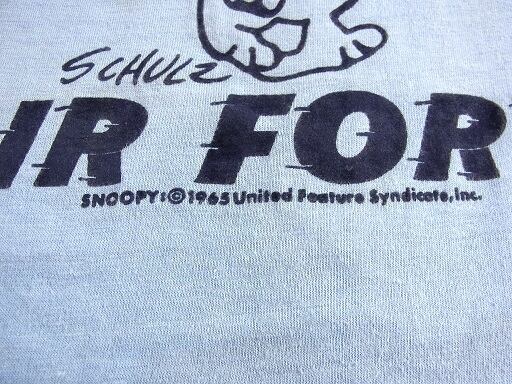 SCHULZ
IR FOR
SNOOPY: © 1965 United Feature Syndicate, Inc.